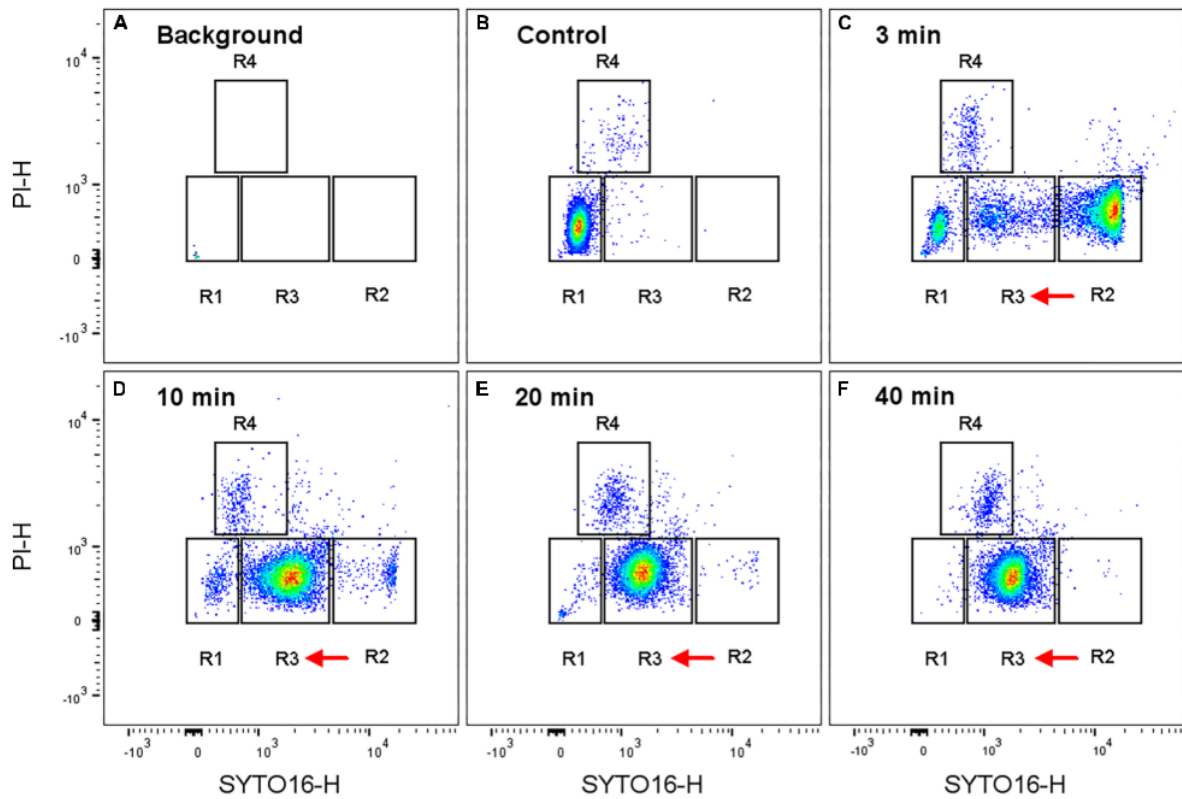 A Background
R4
R1 R3 R2
B Control
R4
R1 R3 R2
C 3 min
R4
R1 R3 R2
PI-H
10^4
10^3
0
-10^3
D 10 min
R4
R1 R3 R2
E 20 min
R4
R1 R3 R2
F 40 min
R4
R1 R3 R2
PI-H
10^4
10^3
0
-10^3
-10^3 0 10^3 10^4
SYTO16-H
-10^3 0 10^3 10^4
SYTO16-H
-10^3 0 10^3 10^4
SYTO16-H